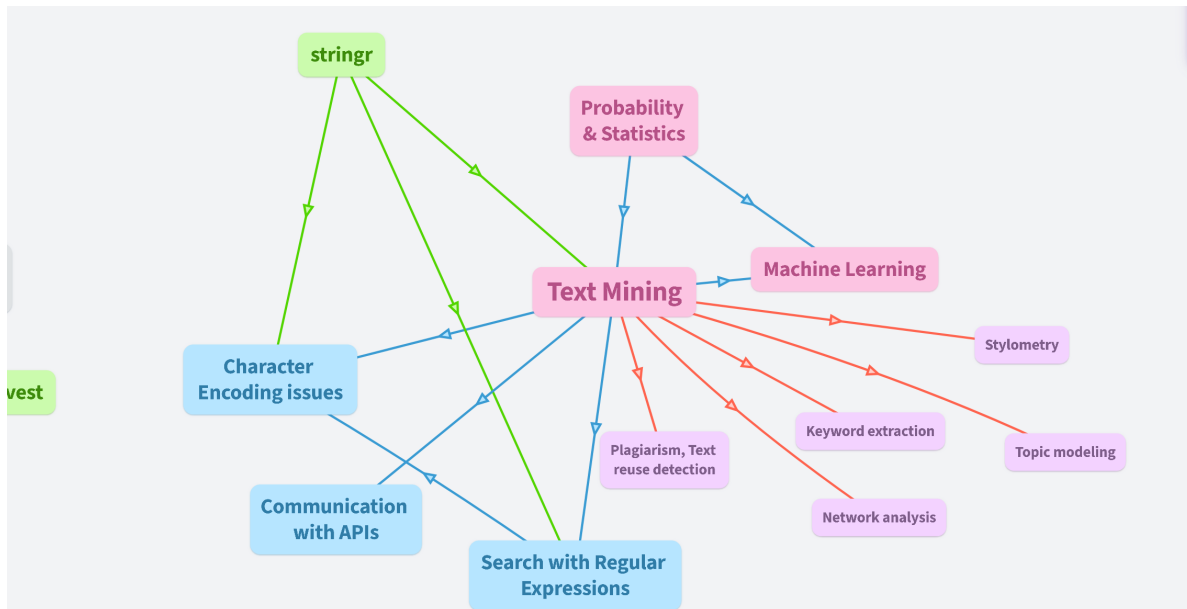 stringr
Probability
& Statistics
Machine Learning
Text Mining
Stylometry
Character
Encoding issues
vest
Keyword extraction
Plagiarism, Text
reuse detection
Topic modeling
Communication
with APIs
Network analysis
Search with Regular
Expressions